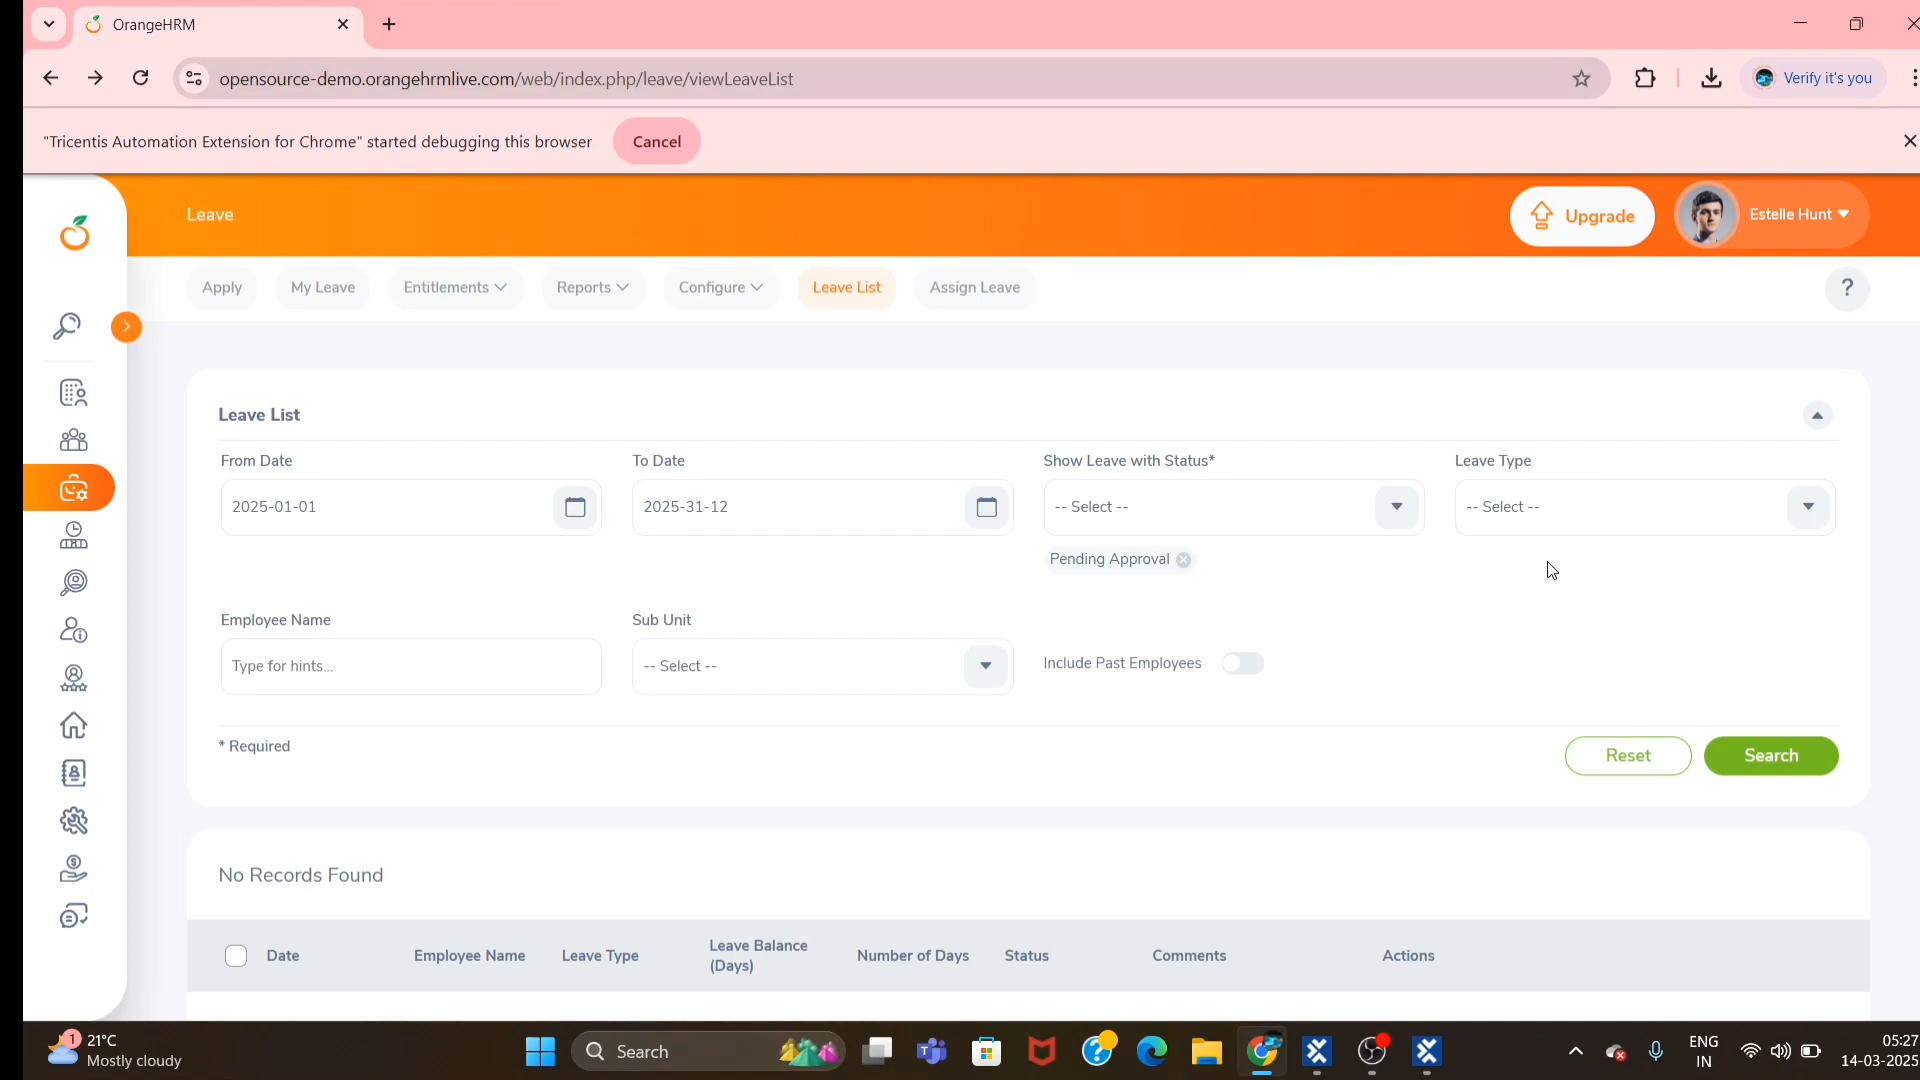 OrangeHRM
opensource-demo.orangehrmlive.com/web/index.php/leave/viewLeaveList
Verify it's you
"Tricentis Automation Extension for Chrome" started debugging this browser
Cancel
Leave
Upgrade
Estelle Hunt
Apply
My Leave
Entitlements
Reports
Configure
Leave List
Assign Leave
?
Leave List
From Date
To Date
Show Leave with Status*
Leave Type
2025-01-01
2025-31-12
-- Select --
-- Select --
Pending Approval
Employee Name
Sub Unit
Type for hints...
-- Select --
Include Past Employees
* Required
Reset
Search
No Records Found
Date
Employee Name
Leave Type
Leave Balance
(Days)
Number of Days
Status
Comments
Actions
1
21°C
Mostly cloudy
Search
ENG
IN
05:27
14-03-2025